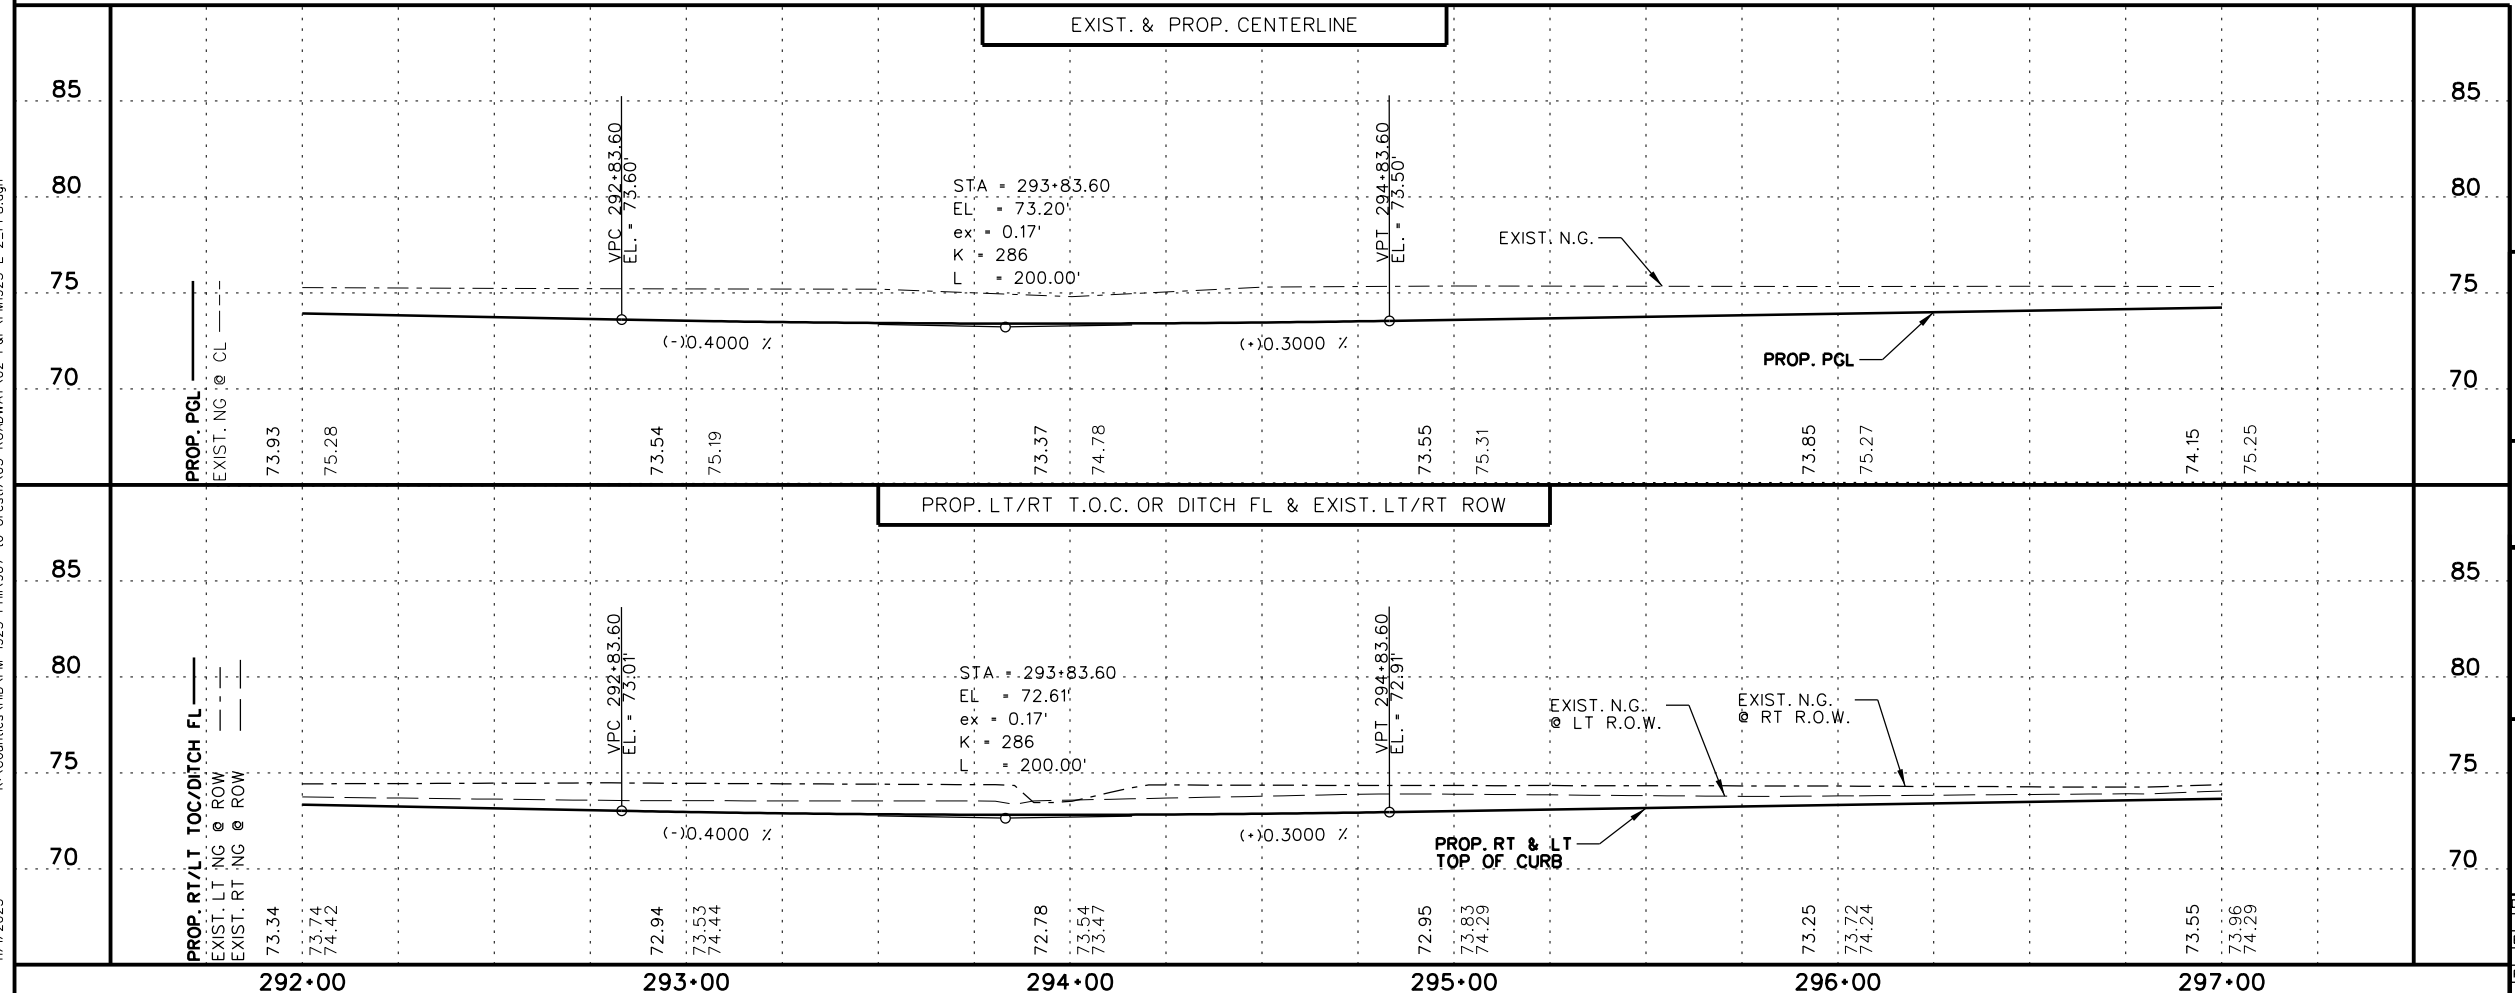 EXIST. & PROP. CENTERLINE
85
85
80
80
75
75
70
70
VPC 292+83.60
EL. = 73.60'
STA = 293+83.60
EL = 73.20'
ex = 0.17'
K = 286
L = 200.00'
VPT 294+83.60
EL. = 73.50'
EXIST. N.G.
(-)0.4000 %
(+)0.3000 %
PROP. PGL
PROP. PGL
EXIST. NG @ CL
73.93
75.28
73.54
75.19
73.37
74.78
73.55
75.31
73.85
75.27
74.15
75.25
PROP. LT/RT T.O.C. OR DITCH FL & EXIST. LT/RT ROW
85
85
80
80
75
75
70
70
VPC 292+83.60
EL. = 73.01'
STA = 293+83.60
EL = 72.61'
ex = 0.17'
K = 286
L = 200.00'
VPT 294+83.60
EL. = 72.91'
EXIST. N.G.
@ LT R.O.W.
EXIST. N.G.
@ RT R.O.W.
(-)0.4000 %
(+)0.3000 %
PROP. RT & LT
TOP OF CURB
PROP. RT/LT TOC/DITCH FL
EXIST. LT NG @ ROW
EXIST. RT NG @ ROW
73.34
73.74
74.42
72.94
73.53
74.44
72.78
73.54
73.47
72.95
73.83
74.29
73.25
73.72
74.24
73.55
73.96
74.29
292+00
293+00
294+00
295+00
296+00
297+00